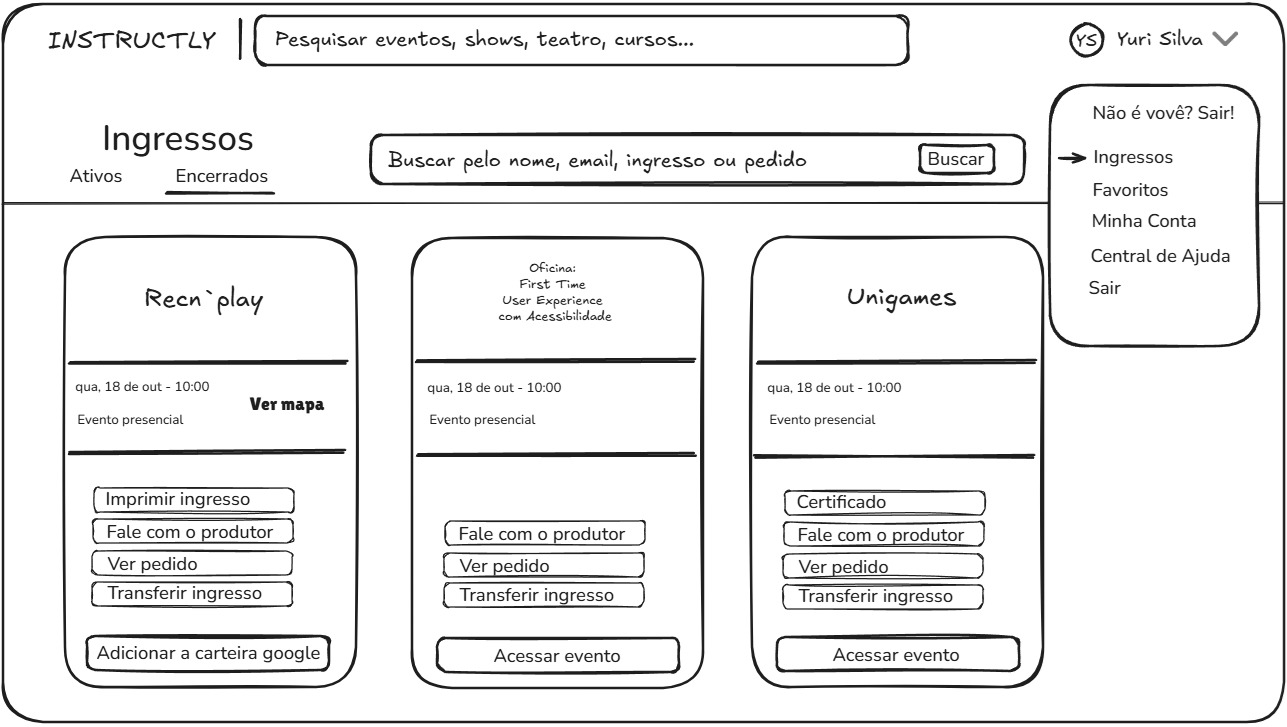 INSTRUCTLY
Pesquisar eventos, shows, teatro, cursos...
YS
Yuri Silva
Não é vovê? Sair!
Ingressos
Favoritos
Minha Conta
Central de Ajuda
Sair
Ingressos
Ativos
Encerrados
Buscar pelo nome, email, ingresso ou pedido
Buscar
Recn`play
qua, 18 de out - 10:00
Evento presencial
Ver mapa
Imprimir ingresso
Fale com o produtor
Ver pedido
Transferir ingresso
Adicionar a carteira google
Oficina:
First Time
User Experience
com Acessibilidade
qua, 18 de out - 10:00
Evento presencial
Fale com o produtor
Ver pedido
Transferir ingresso
Acessar evento
Unigames
qua, 18 de out - 10:00
Evento presencial
Certificado
Fale com o produtor
Ver pedido
Transferir ingresso
Acessar evento